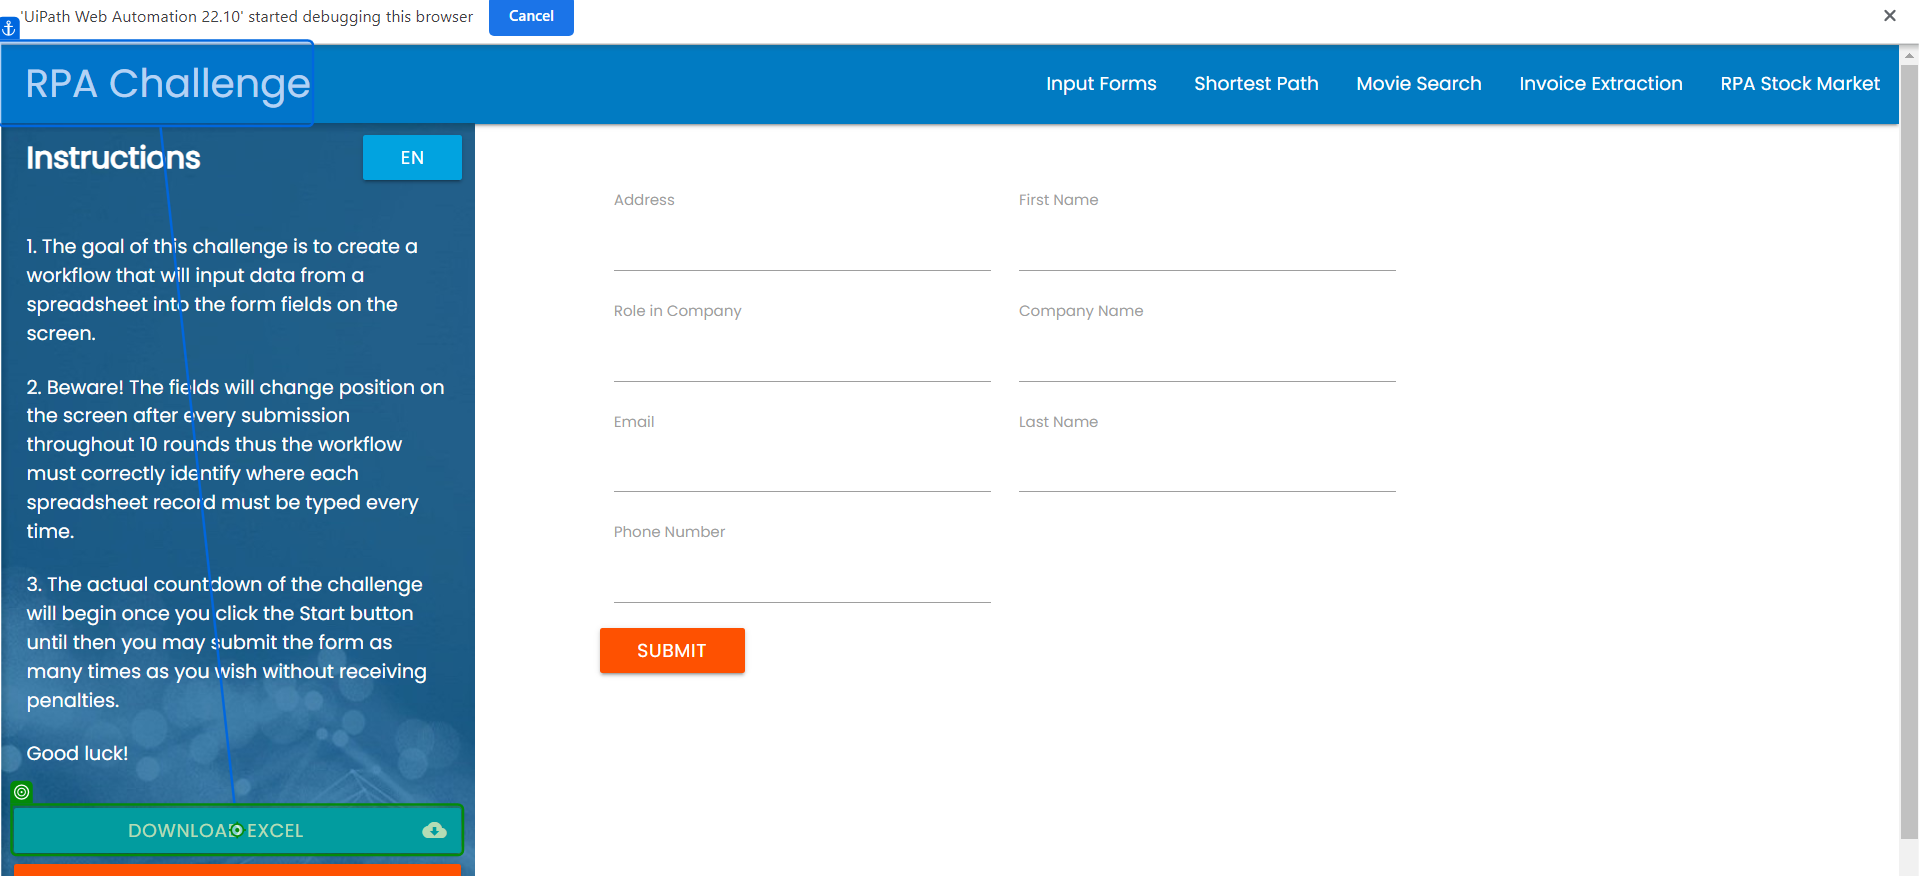 'UiPath Web Automation 22.10' started debugging this browser
Cancel
RPA Challenge
Input Forms
Shortest Path
Movie Search
Invoice Extraction
RPA Stock Market
Instructions
EN
1. The goal of this challenge is to create a
workflow that will input data from a
spreadsheet into the form fields on the
screen.
2. Beware! The fields will change position on
the screen after every submission
throughout 10 rounds thus the workflow
must correctly identify where each
spreadsheet record must be typed every
time.
3. The actual countdown of the challenge
will begin once you click the Start button
until then you may submit the form as
many times as you wish without receiving
penalties.
Good luck!
DOWNLOAD EXCEL
Address
First Name
Role in Company
Company Name
Email
Last Name
Phone Number
SUBMIT